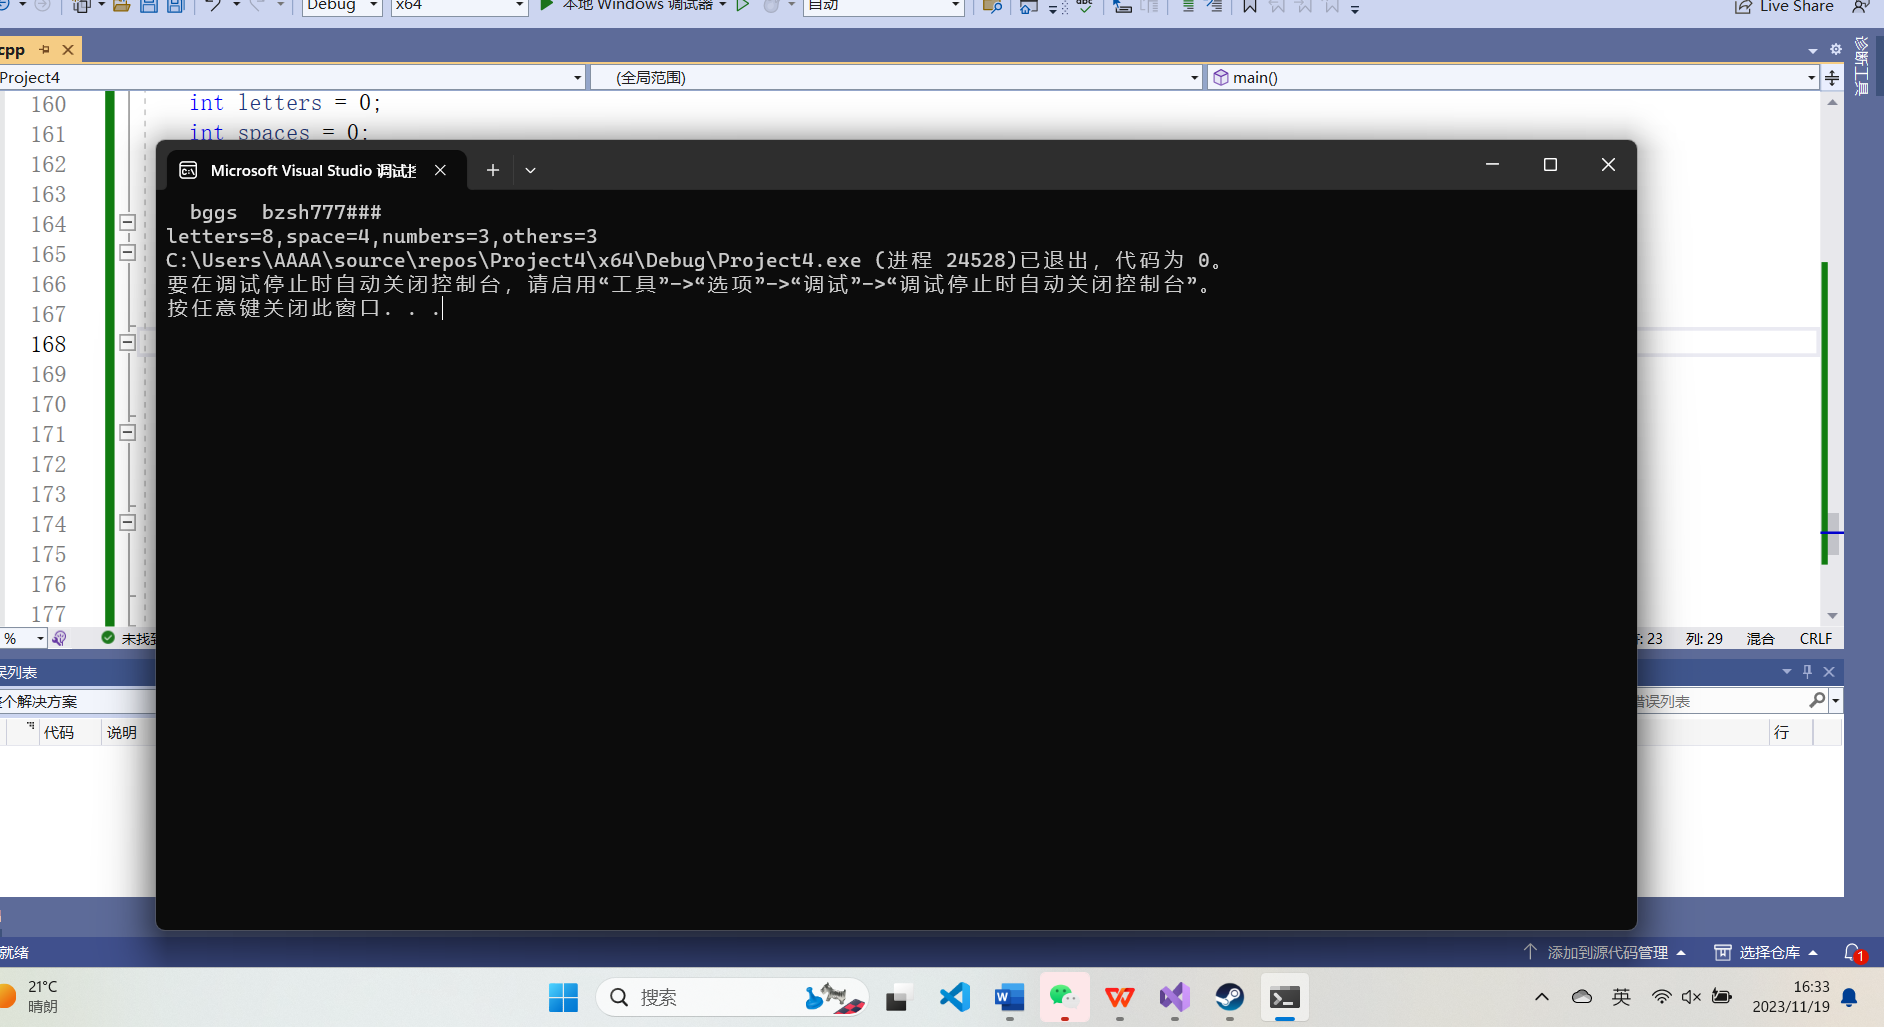 Debug
x64
本地 Windows 调试器
自动
Live Share
cpp
诊断工具
Project4
(全局范围)
main()
160
int letters = 0;
161
int spaces = 0;
162
163
164
165
166
167
168
169
170
171
172
173
174
175
176
177
Microsoft Visual Studio 调试
bggs  bzsh777###
letters=8,space=4,numbers=3,others=3
C:\Users\AAAA\source\repos\Project4\x64\Debug\Project4.exe (进程 24528)已退出，代码为 0。
要在调试停止时自动关闭控制台，请启用“工具”->“选项”->“调试”->“调试停止时自动关闭控制台”。
按任意键关闭此窗口. . .
%
未找
: 23
列: 29
混合
CRLF
误列表
个解决方案
错误列表
代码
说明
行
就绪
添加到源代码管理
选择仓库
1
21°C
晴朗
搜索
英
16:33
2023/11/19